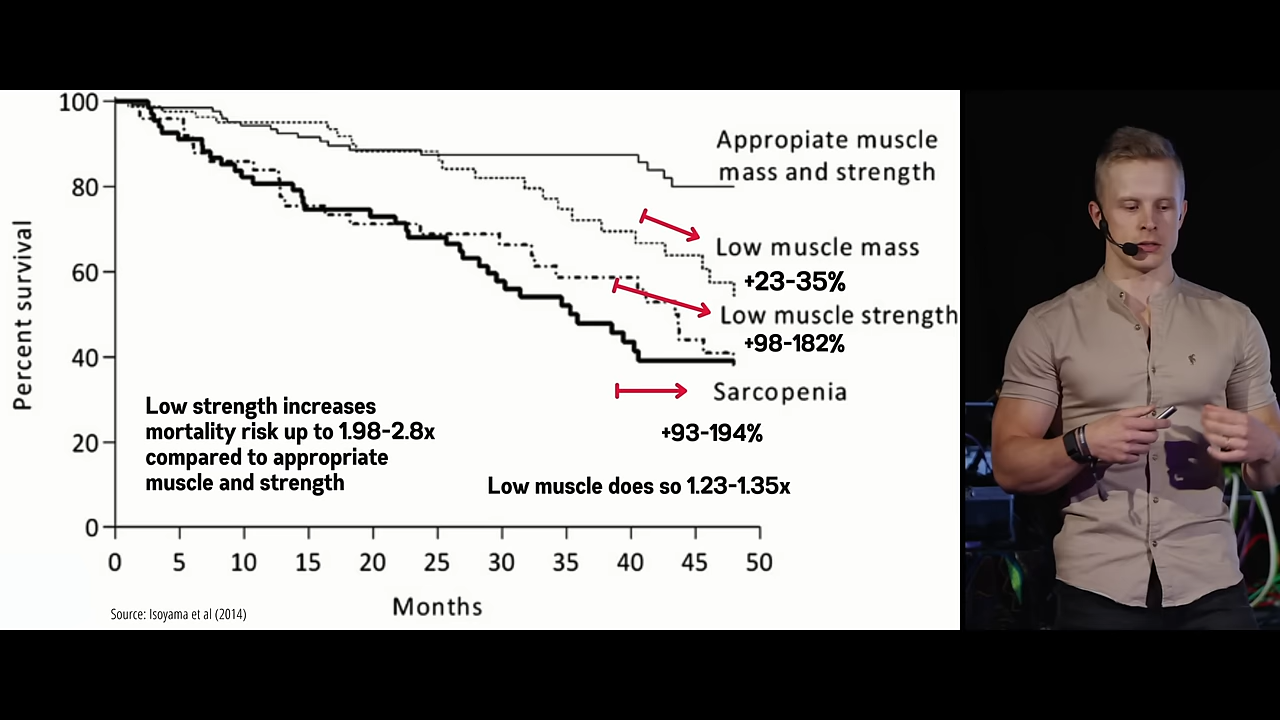 100
80
60
40
20
0
Percent survival
Appropiate muscle
mass and strength
Low muscle mass
+23-35%
Low muscle strength
+98-182%
Sarcopenia
+93-194%
Low strength increases
mortality risk up to 1.98-2.8x
compared to appropriate
muscle and strength
Low muscle does so 1.23-1.35x
0 5 10 15 20 25 30 35 40 45 50
Months
Source: Isoyama et al (2014)